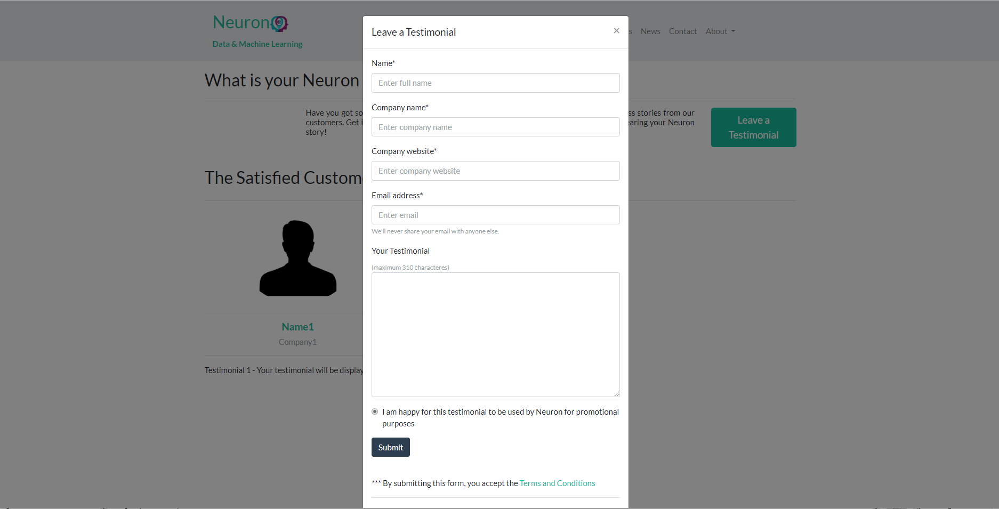 Neuron
Data & Machine Learning
s News Contact About
What is your Neuron
Have you got so
ss stories from our
customers. Get i
earing your Neuron
story!
Leave a
Testimonial
The Satisfied Custom
Name1
Company1
Testimonial 1 - Your testimonial will be display
Leave a Testimonial
×
Name*
Enter full name
Company name*
Enter company name
Company website*
Enter company website
Email address*
Enter email
We'll never share your email with anyone else.
Your Testimonial
(maximum 310 characteres)
I am happy for this testimonial to be used by Neuron for promotional
purposes
Submit
*** By submitting this form, you accept the Terms and Conditions